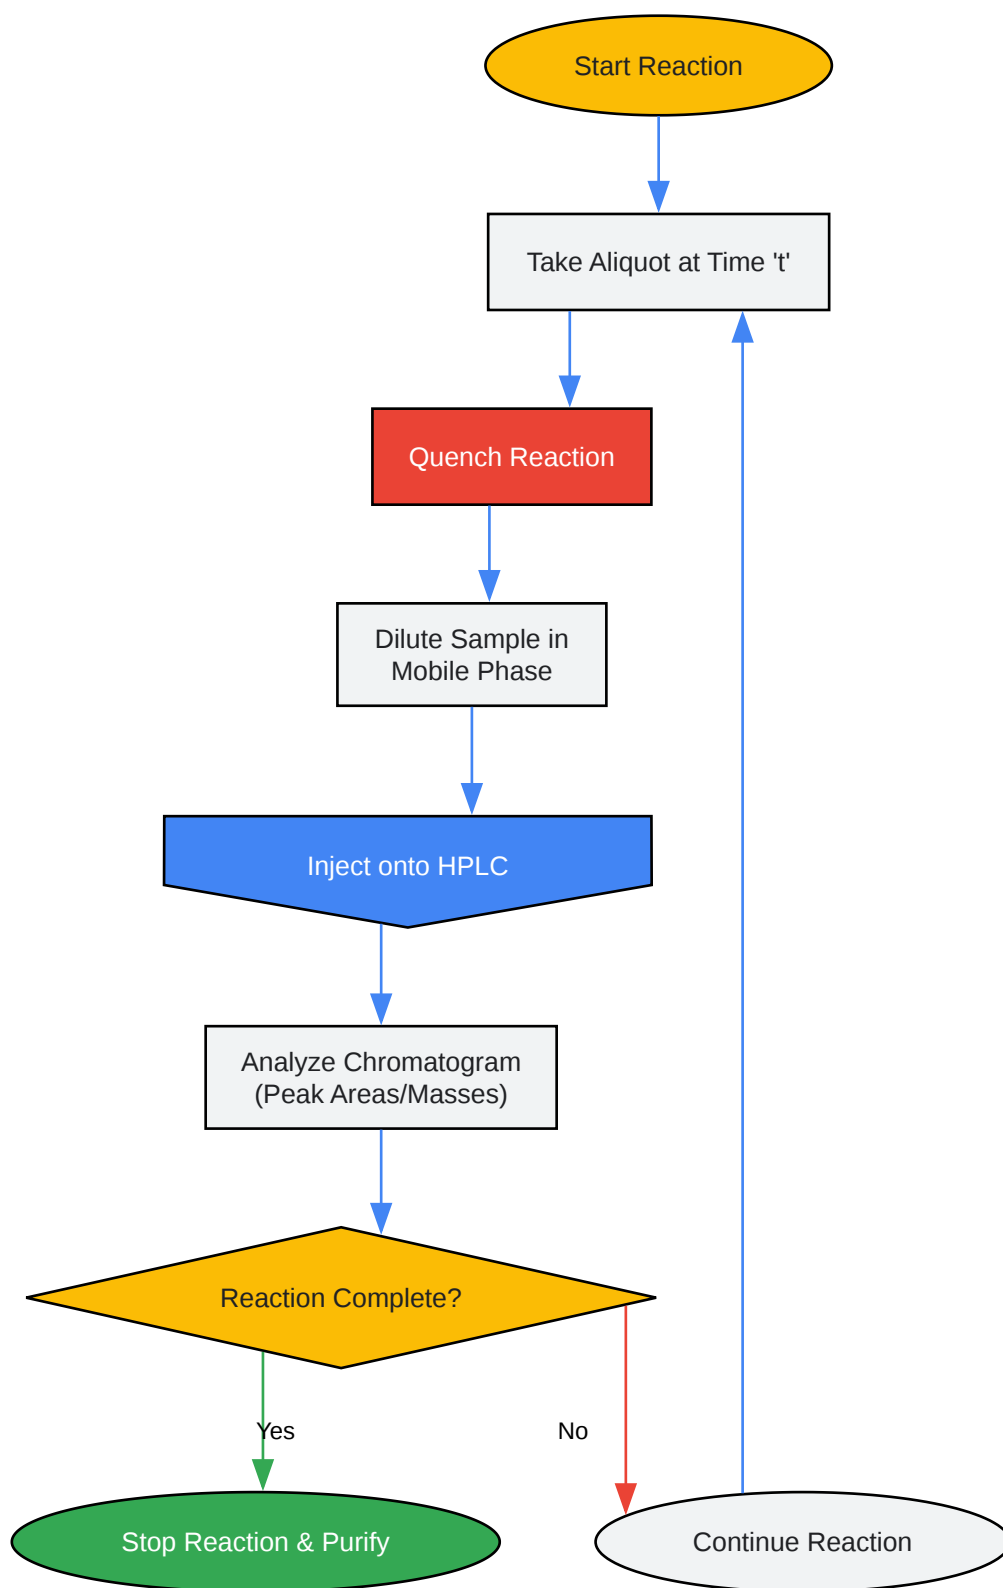 Start Reaction
Take Aliquot at Time 't'
Quench Reaction
Dilute Sample in
Mobile Phase
Inject onto HPLC
Analyze Chromatogram
(Peak Areas/Masses)
Reaction Complete?
Yes
No
Stop Reaction & Purify
Continue Reaction